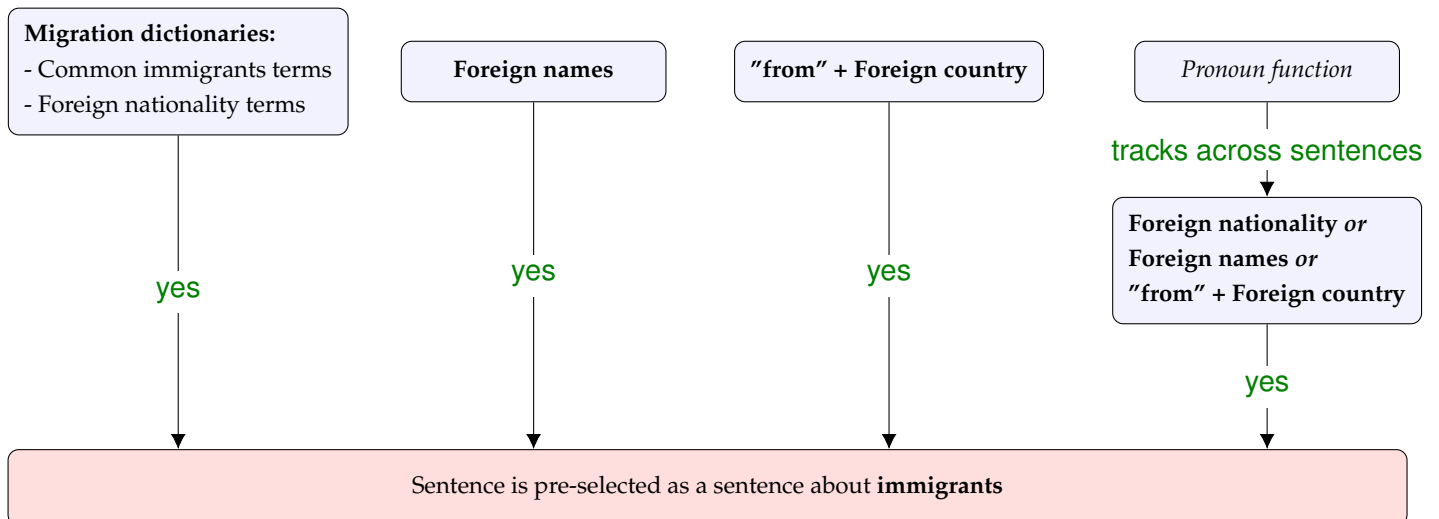 Migration dictionaries:
- Common immigrants terms
- Foreign nationality terms
Foreign names
”from” + Foreign country
Pronoun function
tracks across sentences
Foreign nationality or
Foreign names or
”from” + Foreign country
yes
yes
yes
yes
Sentence is pre-selected as a sentence about immigrants